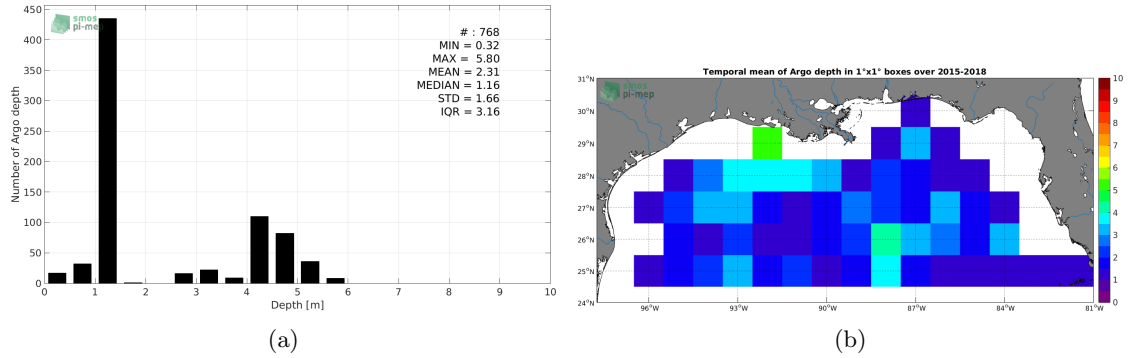 smos
pi-mep
# : 768
MIN = 0.32
MAX = 5.80
MEAN = 2.31
MEDIAN = 1.16
STD = 1.66
IQR = 3.16
450
400
350
300
250
200
150
100
50
0
Number of Argo depth
0 1 2 3 4 5 6 7 8 9 10
Depth [m]
(a)
Temporal mean of Argo depth in 1°x1° boxes over 2015-2018
smos
pi-mep
31°N
30°N
29°N
28°N
27°N
26°N
25°N
24°N
96°W 93°W 90°W 87°W 84°W 81°W
10
9
8
7
6
5
4
3
2
1
0
(b)